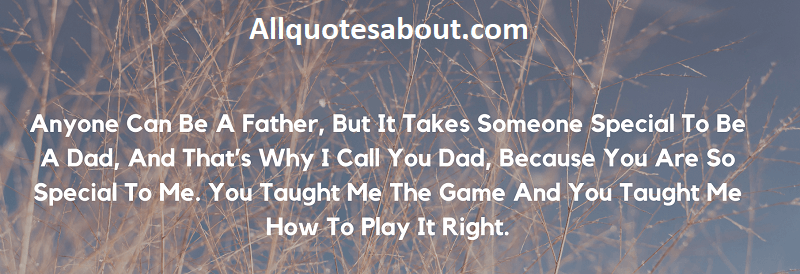 Allquotesabout.com
Anyone Can Be A Father, But It Takes Someone Special To Be
A Dad, And That's Why I Call You Dad, Because You Are So
Special To Me. You Taught Me The Game And You Taught Me
How To Play It Right.